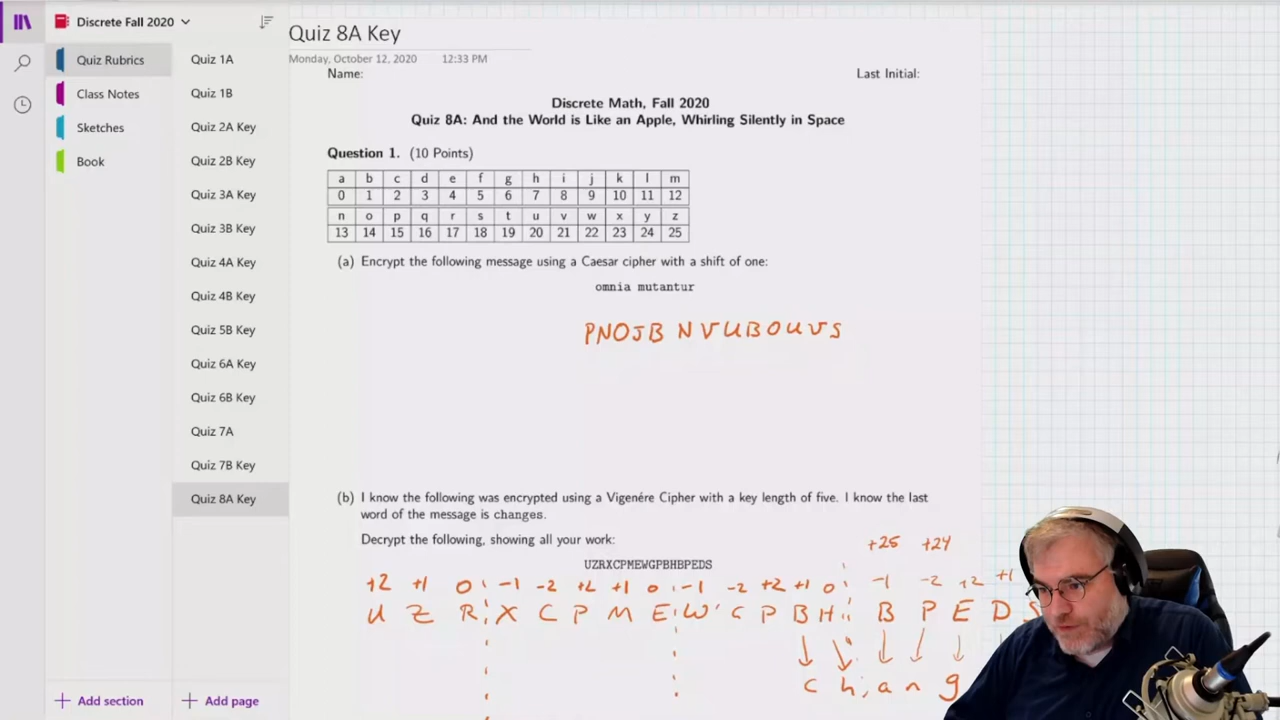 Discrete Fall 2020
Quiz Rubrics
Class Notes
Sketches
Book
Add section
Quiz 1A
Quiz 1B
Quiz 2A Key
Quiz 2B Key
Quiz 3A Key
Quiz 3B Key
Quiz 4A Key
Quiz 4B Key
Quiz 5B Key
Quiz 6A Key
Quiz 6B Key
Quiz 7A
Quiz 7B Key
Quiz 8A Key
Add page
Quiz 8A Key
Monday, October 12, 2020 12:33 PM
Name: Last Initial:
Discrete Math, Fall 2020
Quiz 8A: And the World is Like an Apple, Whirling Silently in Space
Question 1. (10 Points)
a b c d e f g h i j k l m
0 1 2 3 4 5 6 7 8 9 10 11 12
n o p q r s t u v w x y z
13 14 15 16 17 18 19 20 21 22 23 24 25
(a) Encrypt the following message using a Caesar cipher with a shift of one:
omnia mutantur
PNOJB NVUBOUVS
(b) I know the following was encrypted using a Vigenére Cipher with a key length of five. I know the last
word of the message is changes.
Decrypt the following, showing all your work:
UZRXCPMEWGPBHBPEDS
+25 +24
+2 +1 0 -1 -2 +2 +1 0 -1 -2 +2 +1 0 -1 -2 +2 +1
U Z R X C P M E W G P B H B P E D S
c h a n g